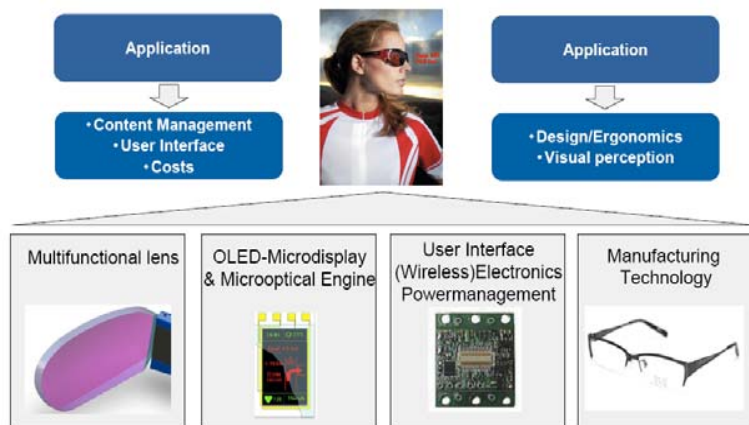 Application
• Content Management
• User Interface
• Costs
Application
• Design/Ergonomics
• Visual perception
Multifunctional lens
OLED-Microdisplay
& Microoptical Engine
User Interface
(Wireless)Electronics
Powermanagement
Manufacturing
Technology